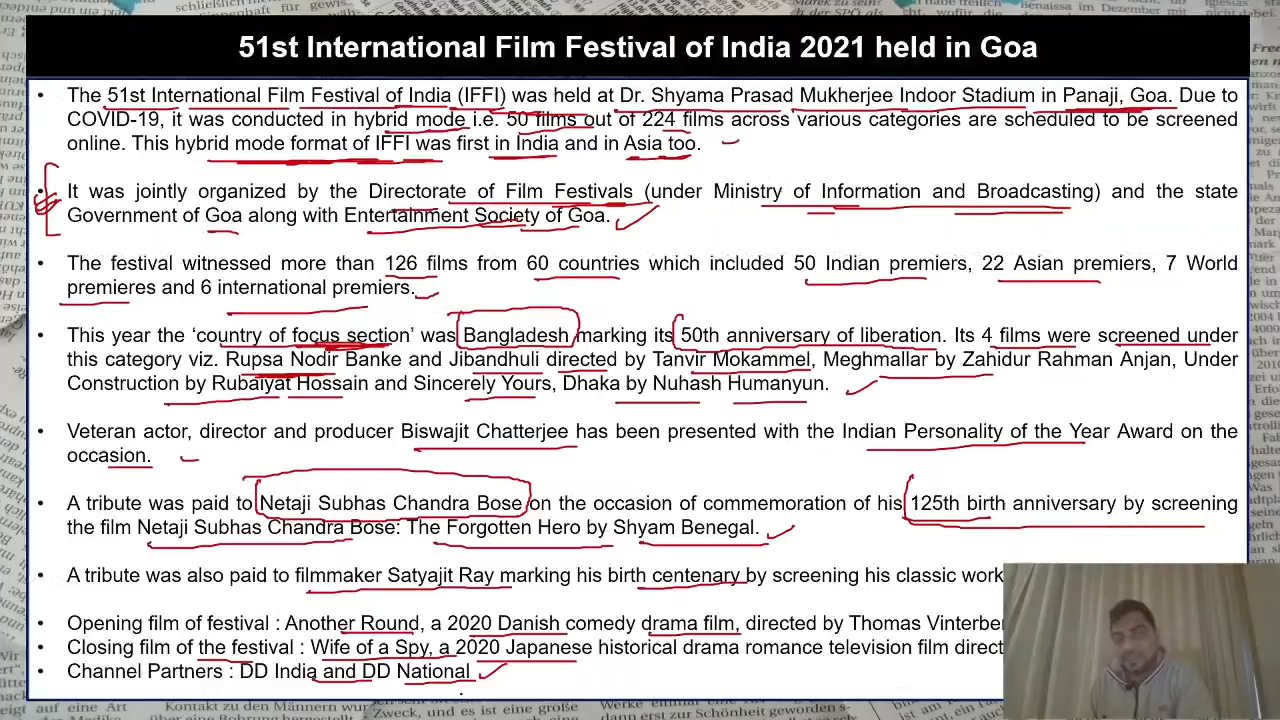 51st International Film Festival of India 2021 held in Goa
• The 51st International Film Festival of India (IFFI) was held at Dr. Shyama Prasad Mukherjee Indoor Stadium in Panaji, Goa. Due to
COVID-19, it was conducted in hybrid mode i.e. 50 films out of 224 films across various categories are scheduled to be screened
online. This hybrid mode format of IFFI was first in India and in Asia too.
• It was jointly organized by the Directorate of Film Festivals (under Ministry of Information and Broadcasting) and the state
Government of Goa along with Entertainment Society of Goa.
• The festival witnessed more than 126 films from 60 countries which included 50 Indian premiers, 22 Asian premiers, 7 World
premieres and 6 international premiers.
• This year the ‘country of focus section’ was Bangladesh marking its 50th anniversary of liberation. Its 4 films were screened under
this category viz. Rupsa Nodir Banke and Jibandhuli directed by Tanvir Mokammel, Meghmallar by Zahidur Rahman Anjan, Under
Construction by Rubaiyat Hossain and Sincerely Yours, Dhaka by Nuhash Humanyun.
• Veteran actor, director and producer Biswajit Chatterjee has been presented with the Indian Personality of the Year Award on the
occasion.
• A tribute was paid to Netaji Subhas Chandra Bose on the occasion of commemoration of his 125th birth anniversary by screening
the film Netaji Subhas Chandra Bose: The Forgotten Hero by Shyam Benegal.
• A tribute was also paid to filmmaker Satyajit Ray marking his birth centenary by screening his classic work
• Opening film of festival : Another Round, a 2020 Danish comedy drama film, directed by Thomas Vinterber
• Closing film of the festival : Wife of a Spy, a 2020 Japanese historical drama romance television film direct
• Channel Partners : DD India and DD National